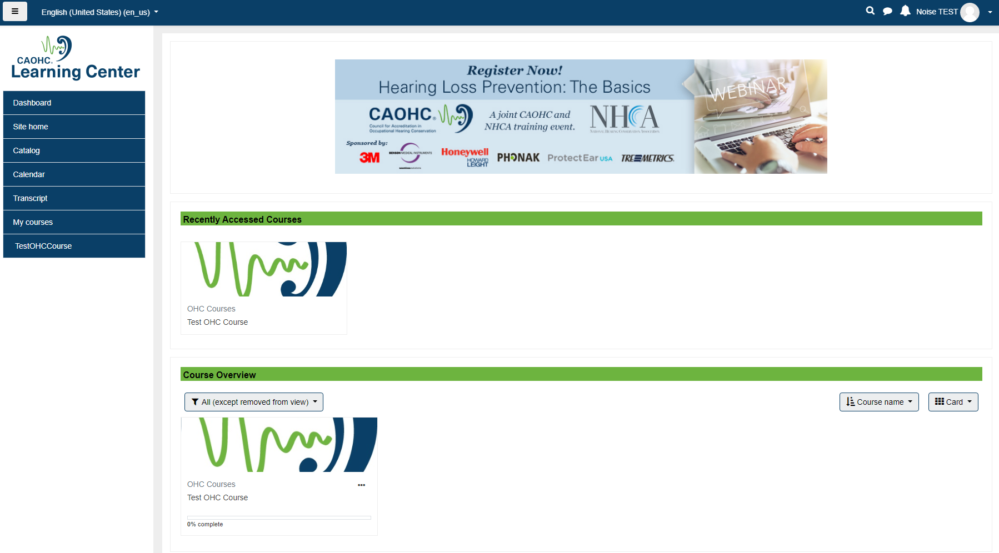 English (United States) (en_us)
Noise TEST
CAOHC®
Learning Center
Dashboard
Site home
Catalog
Calendar
Transcript
My courses
TestOHCCourse
Register Now!
Hearing Loss Prevention: The Basics
CAOHC®
Council for Accreditation in
Occupational Hearing Conservation
A joint CAOHC and
NHCA training event.
NHCA
NATIONAL HEARING CONSERVATION ASSOCIATION
WEBINAR
Sponsored by:
3M
BENSON MEDICAL INSTRUMENTS
seamless solutions
Honeywell
HOWARD
LEIGHT
PHONAK
ProtectEar USA
TREMETRICS.
Recently Accessed Courses
OHC Courses
Test OHC Course
Course Overview
All (except removed from view)
Course name
Card
OHC Courses
Test OHC Course
0% complete